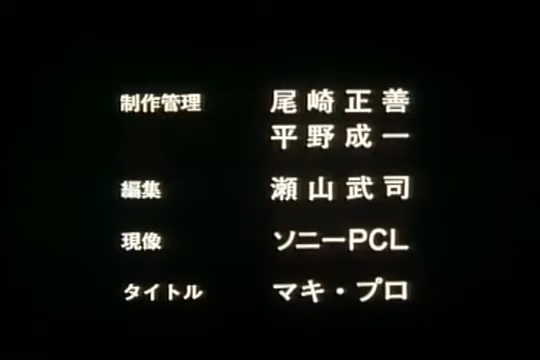 制作管理 尾崎正善
平野成一
編集 瀬山武司
現像 ソニーPCL
タイトル マキ・プロ